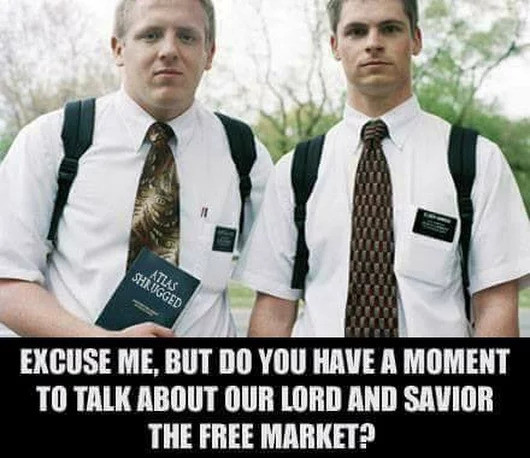 ATLAS
SHRUGGED
EXCUSE ME, BUT DO YOU HAVE A MOMENT
TO TALK ABOUT OUR LORD AND SAVIOR
THE FREE MARKET?